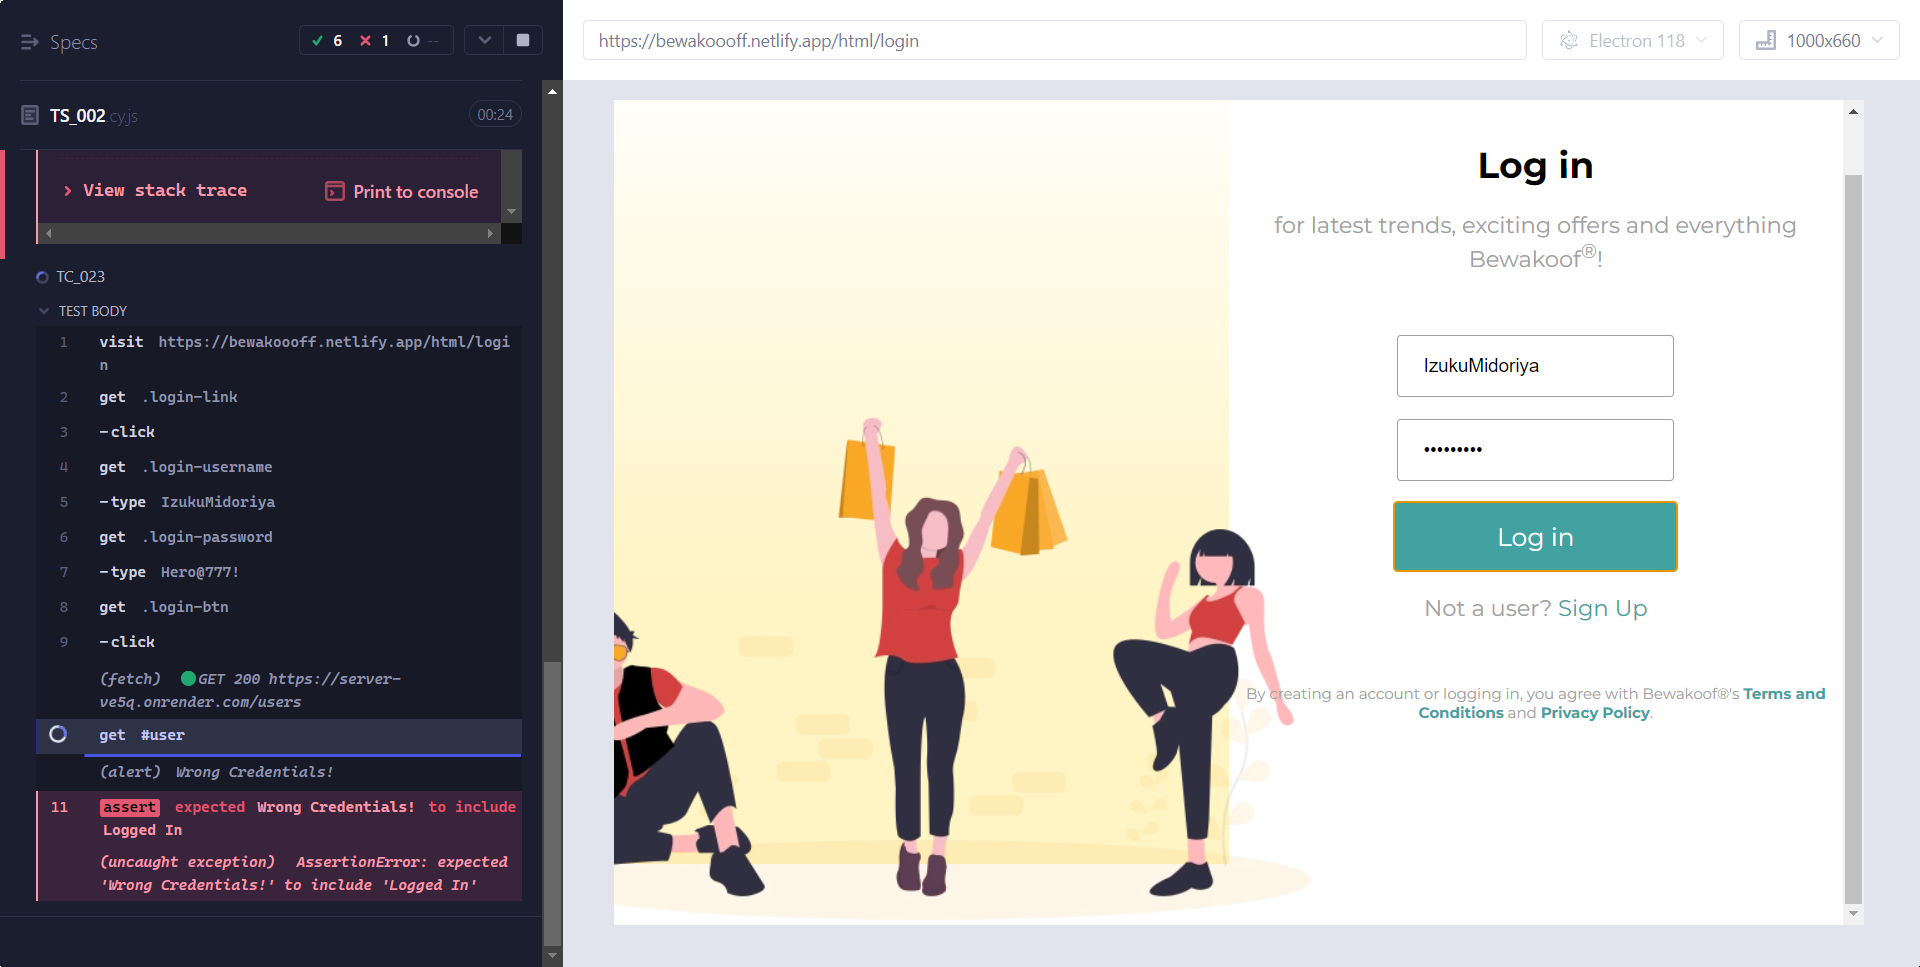 Specs
6 1 --
https://bewakoooff.netlify.app/html/login
Electron 118
1000x660
TS_002.cy.js
00:24
View stack trace
Print to console
TC_023
TEST BODY
1 visit https://bewakoooff.netlify.app/html/logi
n
2 get .login-link
3 -click
4 get .login-username
5 -type IzukuMidoriya
6 get .login-password
7 -type Hero@777!
8 get .login-btn
9 -click
(fetch) GET 200 https://server-
ve5q.onrender.com/users
get #user
(alert) Wrong Credentials!
11 assert expected Wrong Credentials! to include
Logged In
(uncaught exception) AssertionError: expected
'Wrong Credentials!' to include 'Logged In'
Log in
for latest trends, exciting offers and everything
Bewakoof®!
IzukuMidoriya
•••••••••
Log in
Not a user? Sign Up
By creating an account or logging in, you agree with Bewakoof®'s Terms and
Conditions and Privacy Policy.